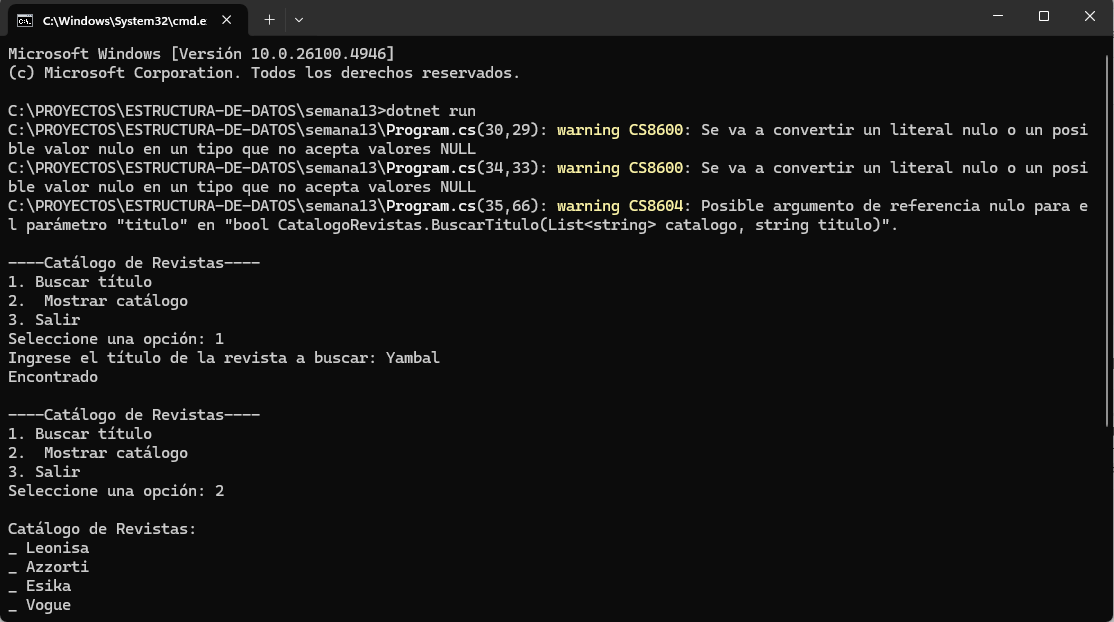 C:\Windows\System32\cmd.e
Microsoft Windows [Versión 10.0.26100.4946]
(c) Microsoft Corporation. Todos los derechos reservados.
C:\PROYECTOS\ESTRUCTURA-DE-DATOS\semana13>dotnet run
C:\PROYECTOS\ESTRUCTURA-DE-DATOS\semana13\Program.cs(30,29): warning CS8600: Se va a convertir un literal nulo o un posi
ble valor nulo en un tipo que no acepta valores NULL
C:\PROYECTOS\ESTRUCTURA-DE-DATOS\semana13\Program.cs(34,33): warning CS8600: Se va a convertir un literal nulo o un posi
ble valor nulo en un tipo que no acepta valores NULL
C:\PROYECTOS\ESTRUCTURA-DE-DATOS\semana13\Program.cs(35,66): warning CS8604: Posible argumento de referencia nulo para e
l parámetro "titulo" en "bool CatalogoRevistas.BuscarTitulo(List<string> catalogo, string titulo)".
----Catálogo de Revistas----
1. Buscar título
2.  Mostrar catálogo
3. Salir
Seleccione una opción: 1
Ingrese el título de la revista a buscar: Yambal
Encontrado
----Catálogo de Revistas----
1. Buscar título
2.  Mostrar catálogo
3. Salir
Seleccione una opción: 2
Catálogo de Revistas:
_ Leonisa
_ Azzorti
_ Esika
_ Vogue